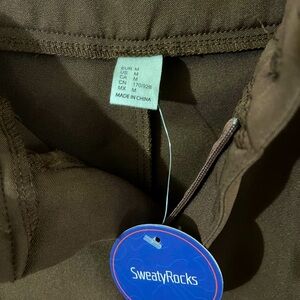 EUR M
US M
CA M
CN 170/92B
MX M
MADE IN CHINA
SweatyRocks